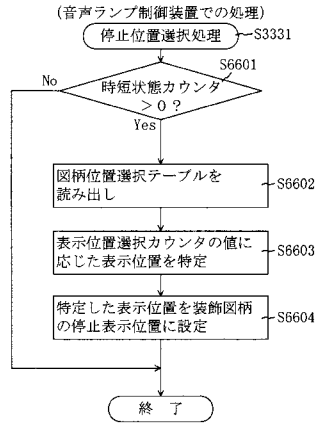 (音声ランプ制御装置での処理)
停止位置選択処理
S3331
S6601
時短状態カウンタ
>0?
No
Yes
図柄位置選択テーブルを
読み出し
S6602
表示位置選択カウンタの値に
応じた表示位置を特定
S6603
特定した表示位置を装飾図柄
の停止表示位置に設定
S6604
終 了